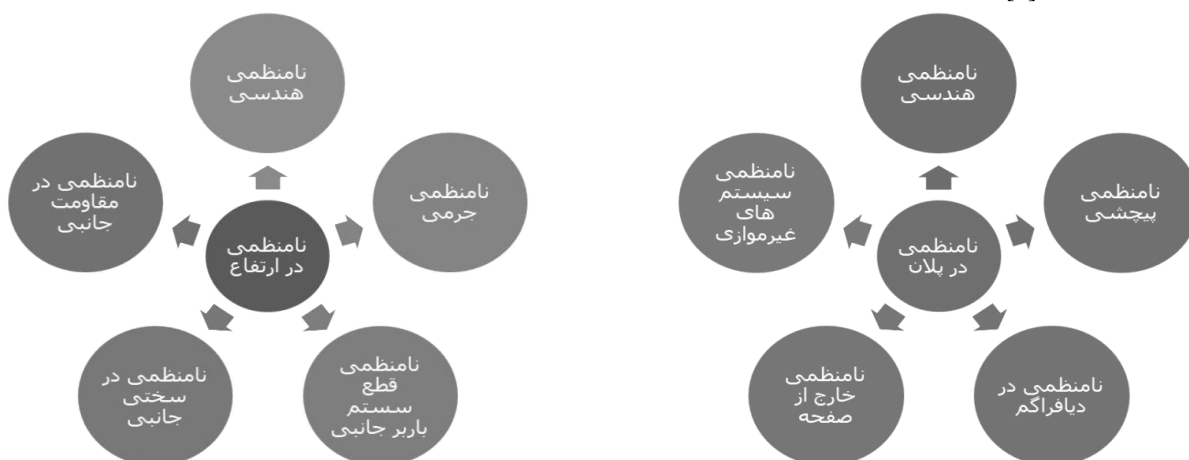 نامنظمی
هندسی
نامنظمی
پیچشی
نامنظمی در
دیافراگم
نامنظمی
خارج از
صفحه
نامنظمی
سیستم
های
غیرموازی
نامنظمی
در پلان
نامنظمی
هندسی
نامنظمی
جرمی
نامنظمی
قطع
سستم
باربر جانبی
نامنظمی در
سختی
جانبی
نامنظمی در
مقاومت
جانبی
نامنظمی
در ارتفاع